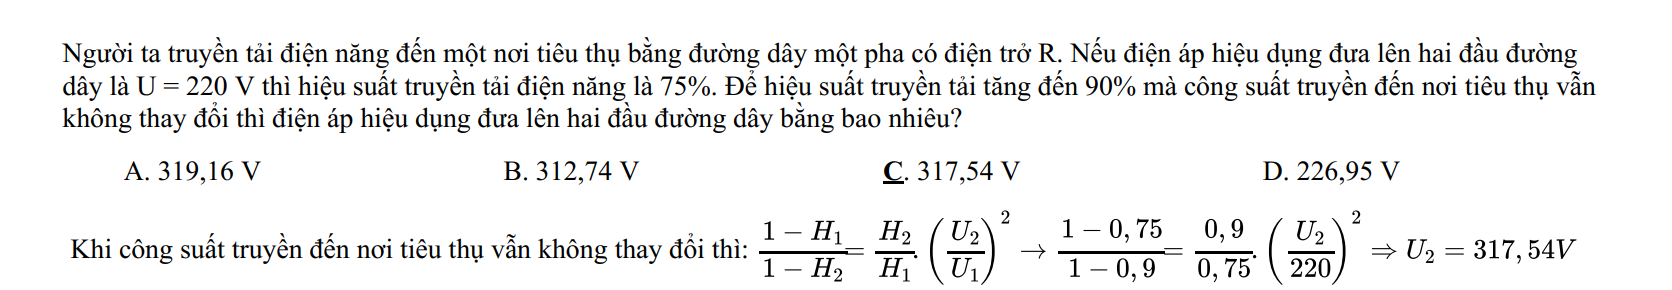 Người ta truyền tải điện năng đến một nơi tiêu thụ bằng đường dây một pha có điện trở R. Nếu điện áp hiệu dụng đưa lên hai đầu đường
dây là U = 220 V thì hiệu suất truyền tải điện năng là 75%. Để hiệu suất truyền tải tăng đến 90% mà công suất truyền đến nơi tiêu thụ vẫn
không thay đổi thì điện áp hiệu dụng đưa lên hai đầu đường dây bằng bao nhiêu?
A. 319,16 V B. 312,74 V C. 317,54 V D. 226,95 V
Khi công suất truyền đến nơi tiêu thụ vẫn không thay đổi thì: \frac{1 - H_1}{1 - H_2} = \frac{H_2}{H_1}. \left(\frac{U_2}{U_1}\right)^2 → \frac{1 - 0,75}{1 - 0,9} = \frac{0,9}{0,75}. \left(\frac{U_2}{220}\right)^2 ⇒ U_2 = 317,54V